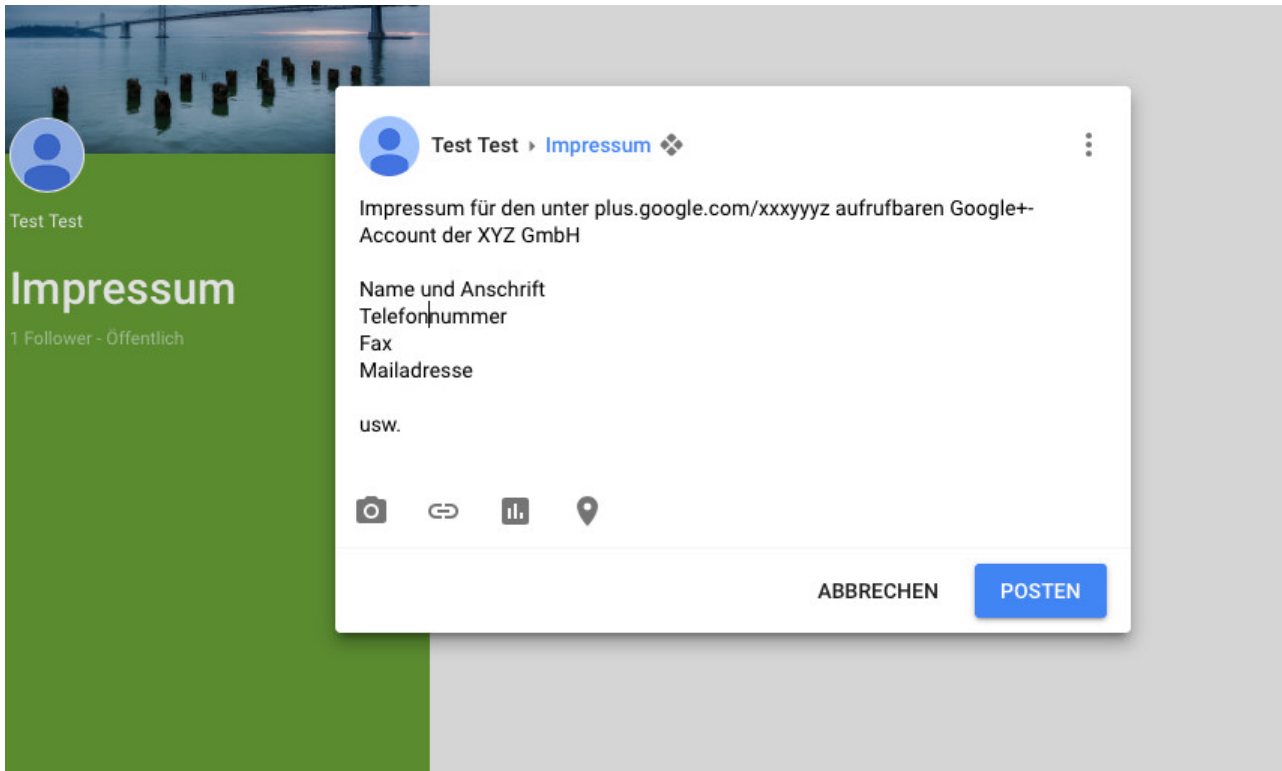 Test Test
Impressum
1 Follower - Öffentlich
Test Test Impressum
Impressum für den unter plus.google.com/xxxyyyz aufrufbaren Google+-
Account der XYZ GmbH
Name und Anschrift
Telefonnummer
Fax
Mailadresse
usw.
ABBRECHEN
POSTEN